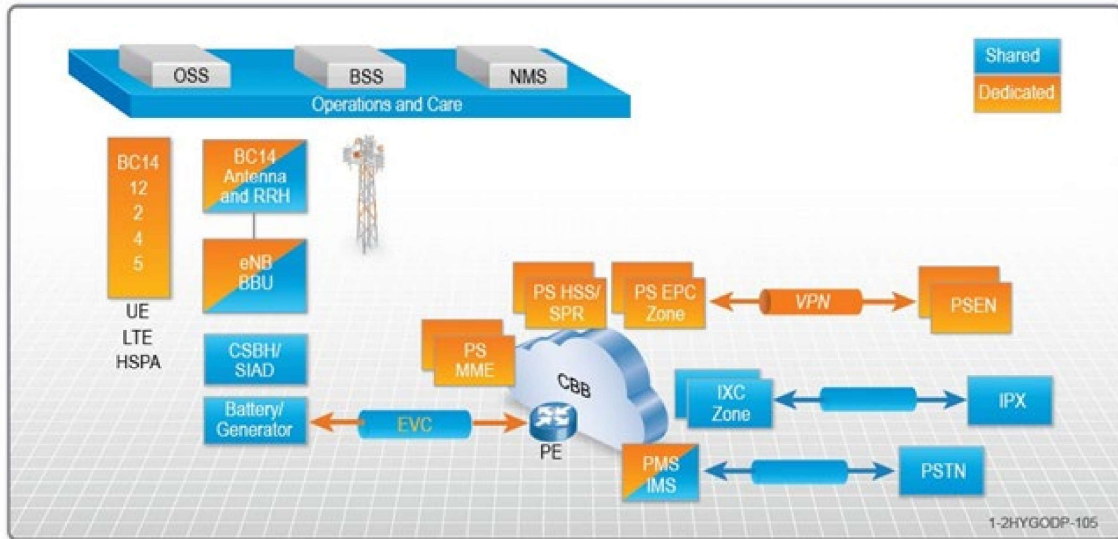 OSS
BSS
NMS
Operations and Care
Shared
Dedicated
BC14
12
2
4
5
UE
LTE
HSPA
BC14
Antenna
and RRH
eNB
BBU
CSBH/
SIAD
Battery/
Generator
EVC
PE
CBB
PS
MME
PS HSS/
SPR
PS EPC
Zone
VPN
PSEN
IXC
Zone
IPX
PMS
IMS
PSTN
1-2HYGODP-105